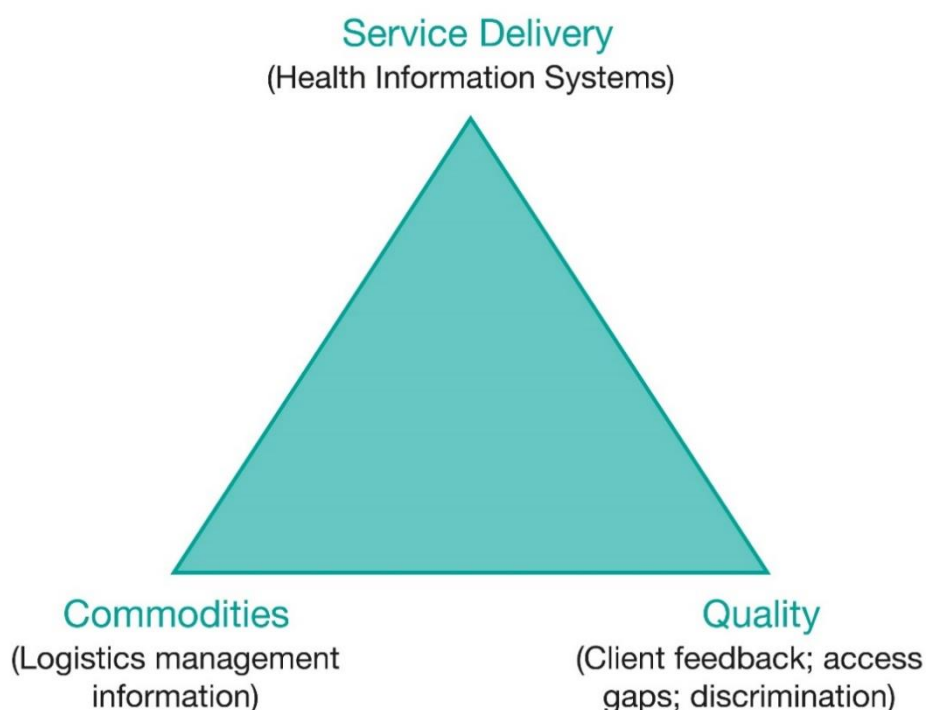 Service Delivery
(Health Information Systems)
Commodities
(Logistics management
information)
Quality
(Client feedback; access
gaps; discrimination)